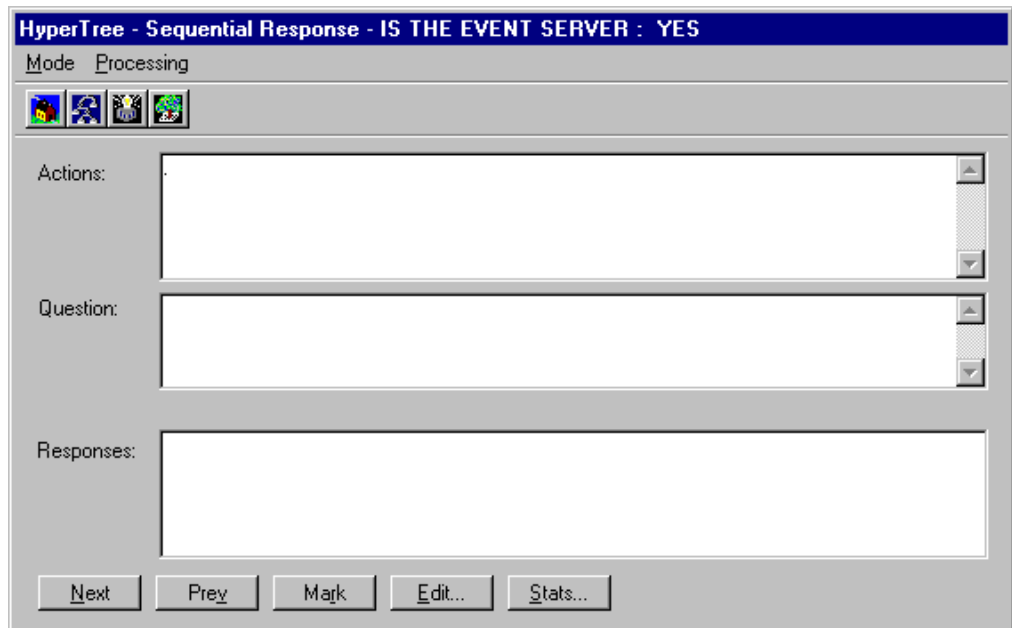 HyperTree - Sequential Response - IS THE EVENT SERVER : YES
Mode Processing
Actions:
.
Question:
Responses:
Next Prev Mark Edit... Stats...